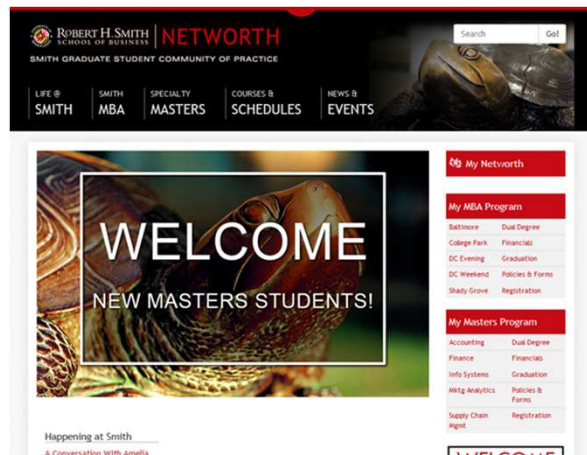 ROBERT H. SMITH
SCHOOL OF BUSINESS
NETWORTH
SMITH GRADUATE STUDENT COMMUNITY OF PRACTICE
Search
Go!
LIFE @
SMITH
SMITH
MBA
SPECIALTY
MASTERS
COURSES &
SCHEDULES
NEWS &
EVENTS
WELCOME
NEW MASTERS STUDENTS!
Happening at Smith
A Conversation With Amelia
My Networth
My MBA Program
Baltimore Dual Degree
College Park Financials
DC Evening Graduation
DC Weekend Policies & Forms
Shady Grove Registration
My Masters Program
Accounting Dual Degree
Finance Financials
Info Systems Graduation
Mktg Analytics Policies &
Forms
Supply Chain Registration
Mgmt
WELCOME